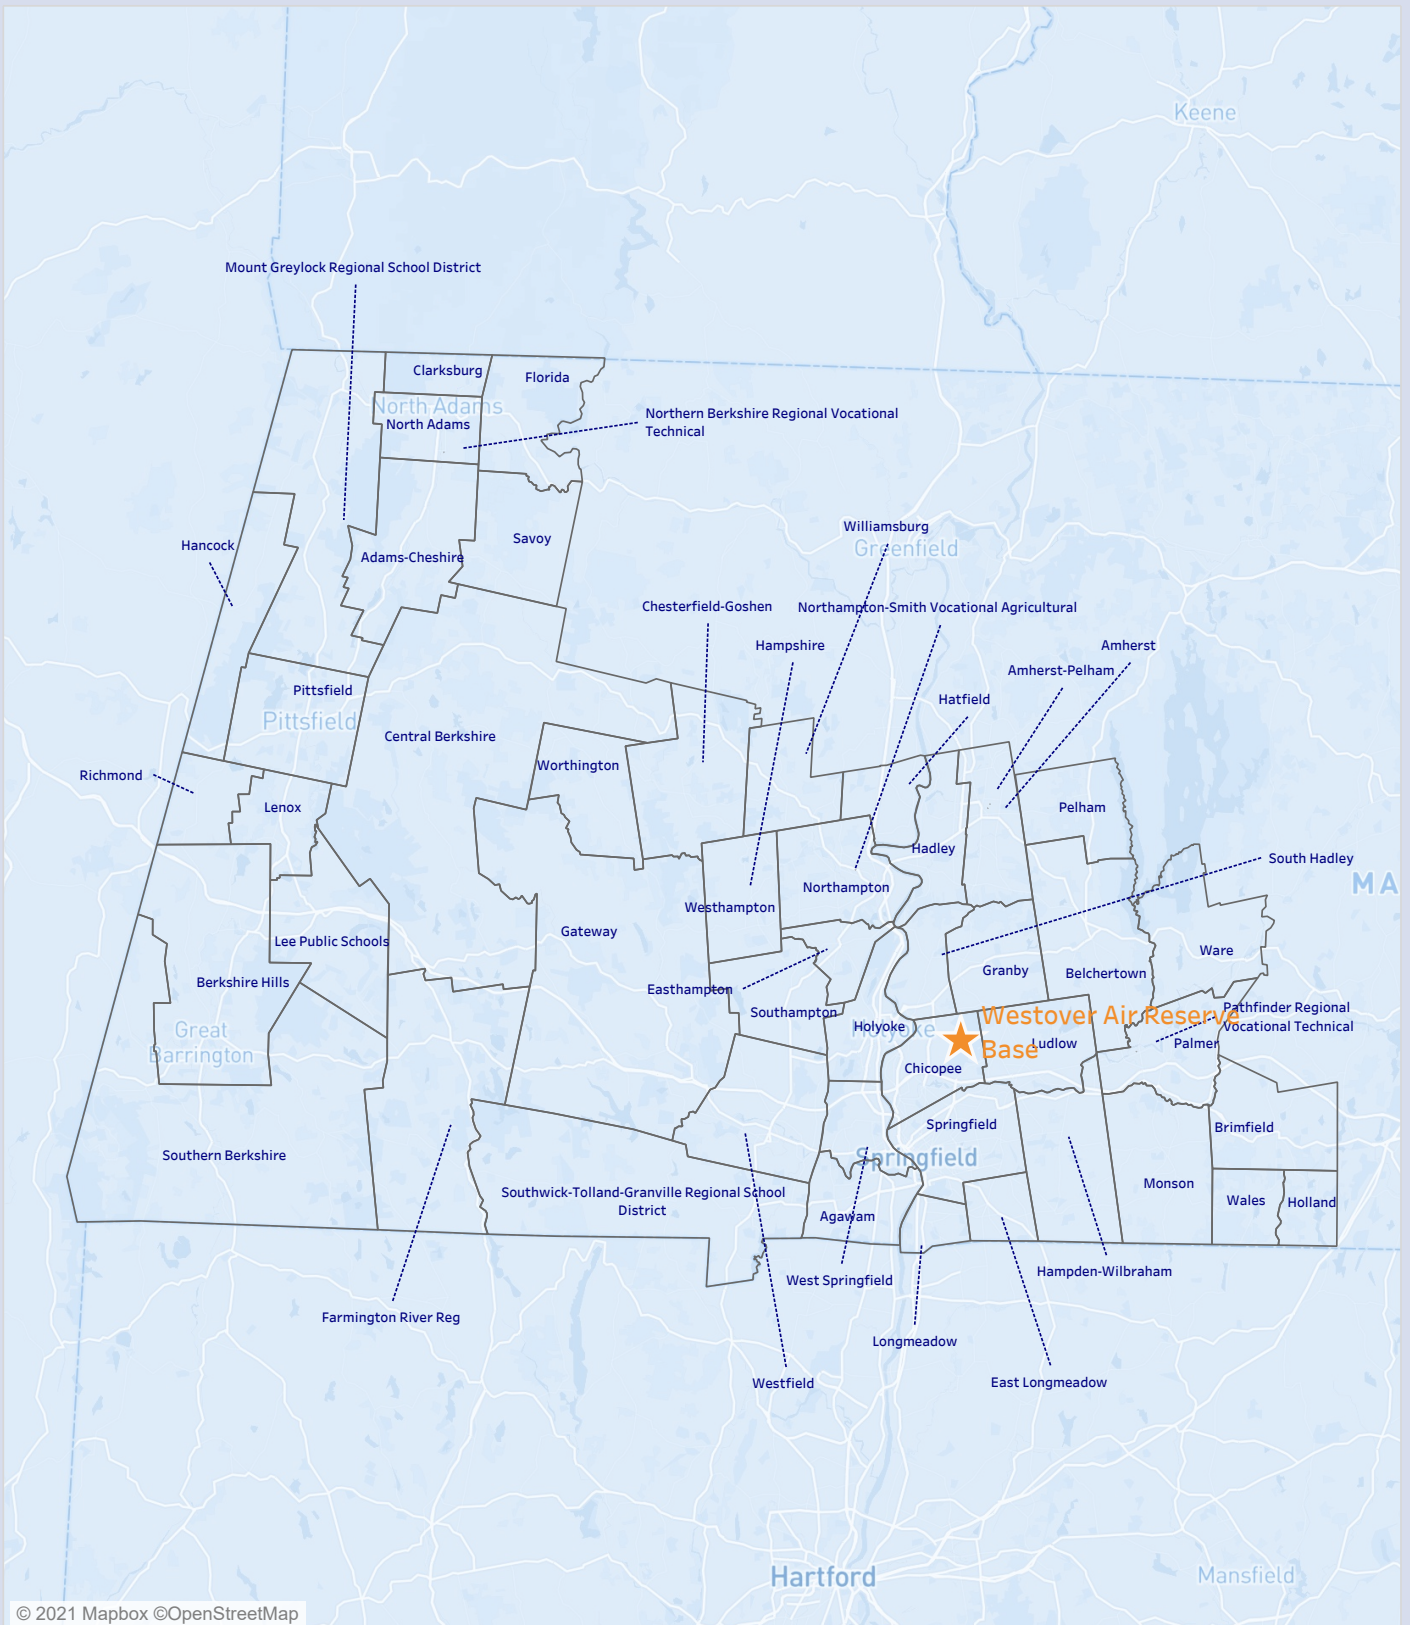 Keene
Mount Greylock Regional School District
Clarksburg
Florida
North Adams
North Adams
Northern Berkshire Regional Vocational
Technical
Williamsburg
Savoy
Hancock
Greenfield
Adams-Cheshire
Chesterfield-Goshen
Northampton-Smith Vocational Agricultural
Hampshire
Amherst
Amherst-Pelham
Pittsfield
Hatfield
Pittsfield
Central Berkshire
Worthington
Richmond
Lenox
Pelham
Hadley
South Hadley
MA
Northampton
Westhampton
Gateway
Lee Public Schools
Ware
Granby
Belchertown
Berkshire Hills
Easthampton
Southampton
Pathfinder Regional
Vocational Technical
Westover Air Reserve
Base
Holyoke
Holyoke
Great
Barrington
Ludlow
Palmer
Chicopee
Springfield
Brimfield
Southern Berkshire
Springfield
Monson
Southwick-Tolland-Granville Regional School
District
Wales
Holland
Agawam
Hampden-Wilbraham
West Springfield
Farmington River Reg
Longmeadow
Westfield
East Longmeadow
Hartford
Mansfield
© 2021 Mapbox ©OpenStreetMap